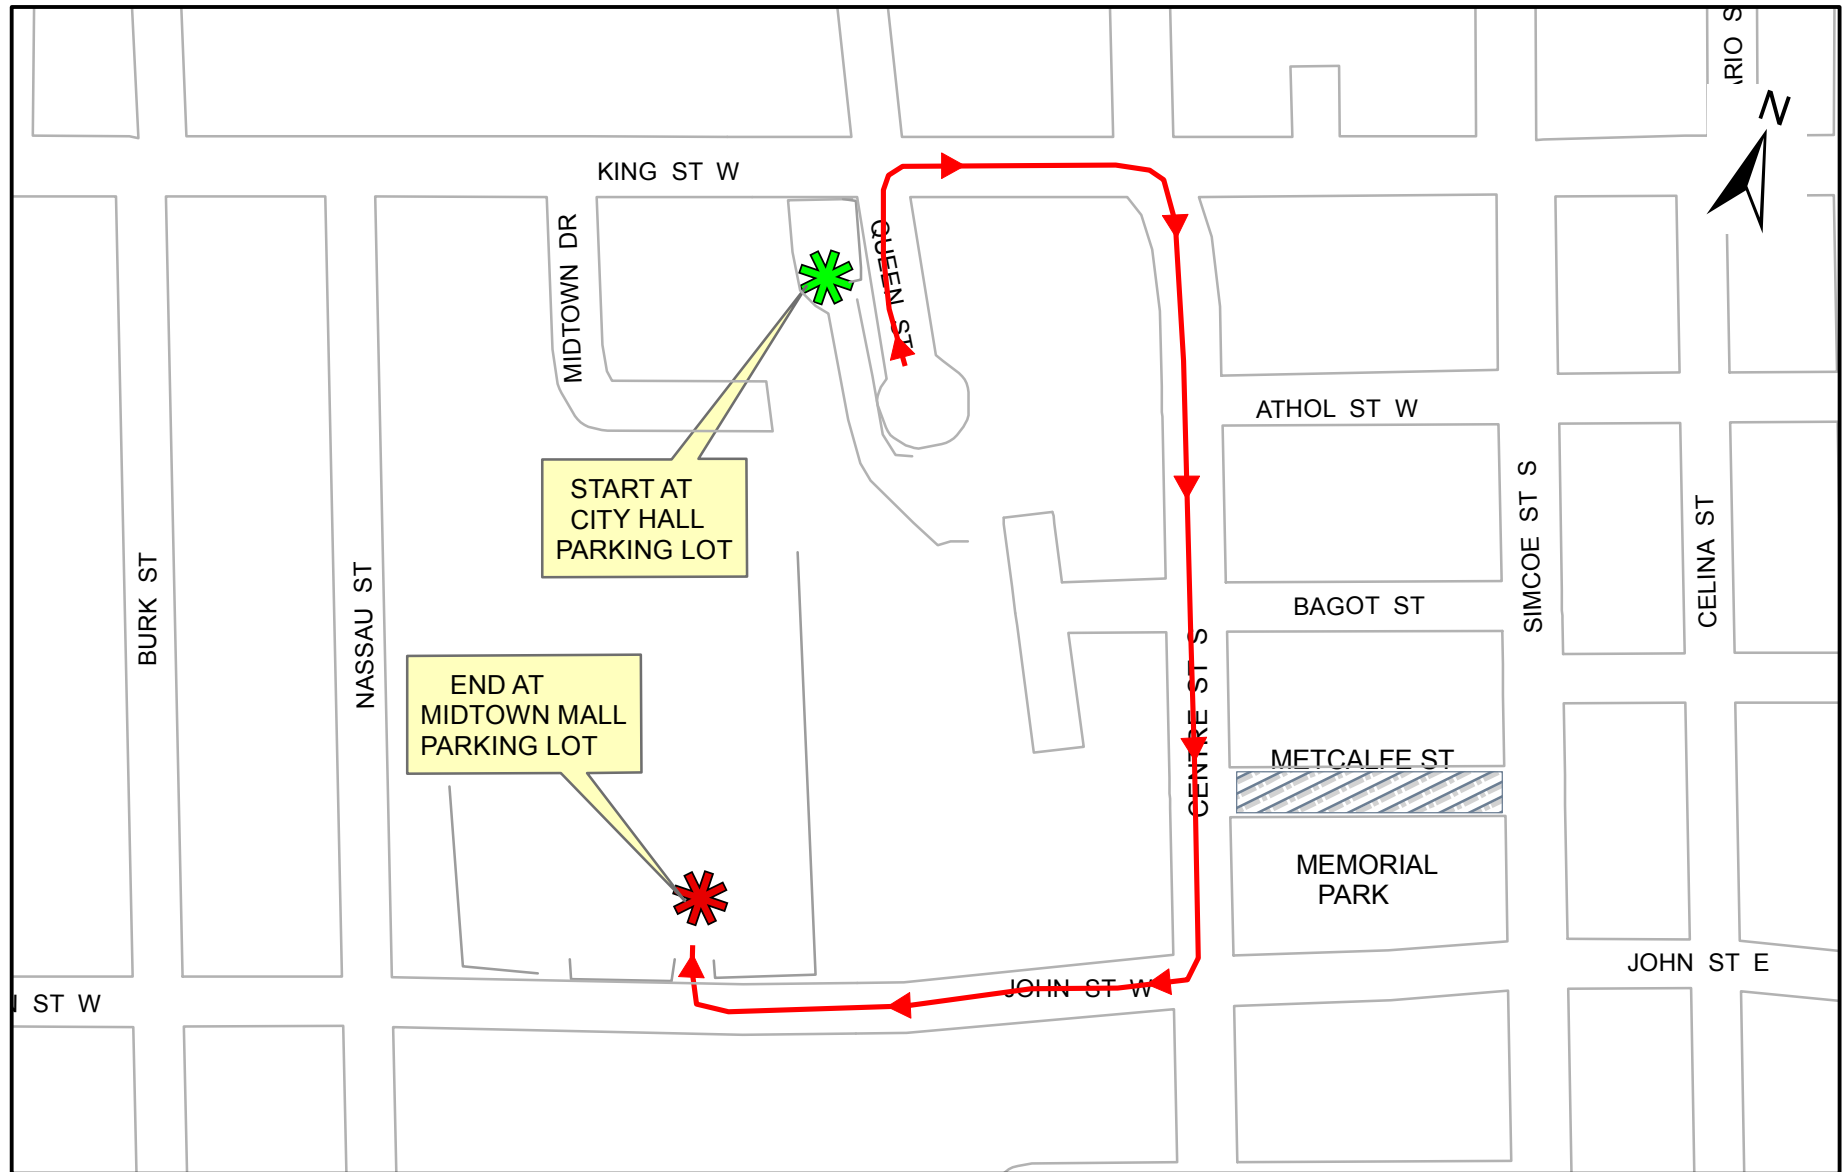 RIO S
N
KING ST W
MIDTOWN DR
QUEEN ST
ATHOL ST W
START AT
CITY HALL
PARKING LOT
SIMCOE ST S
CELINA ST
BURK ST
NASSAU ST
BAGOT ST
END AT
MIDTOWN MALL
PARKING LOT
CENTRE ST S
METCALFE ST
MEMORIAL
PARK
JOHN ST E
JOHN ST W
ST W